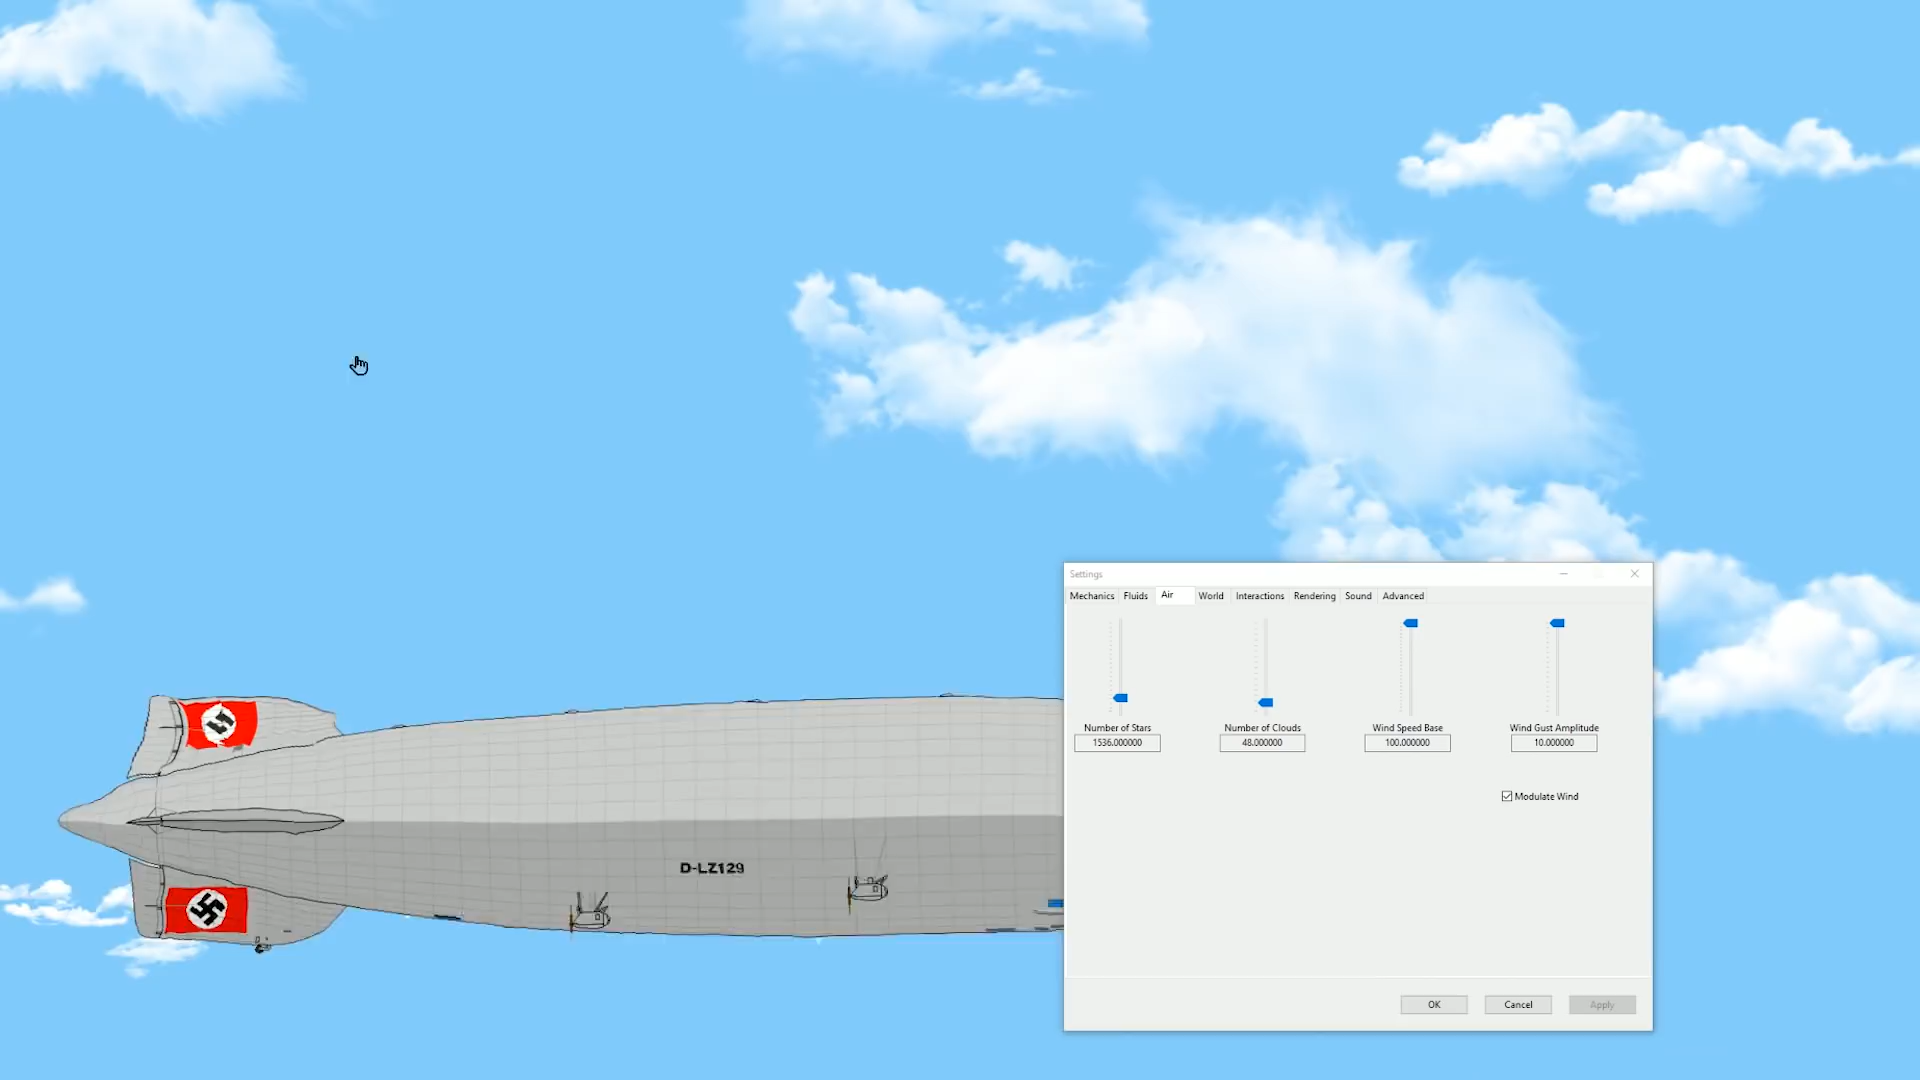 Settings
Mechanics Fluids Air World Interactions Rendering Sound Advanced
Number of Stars Number of Clouds Wind Speed Base Wind Gust Amplitude
1536.000000 48.000000 100.000000 10.000000
Modulate Wind
D-LZ129
OK Cancel Apply